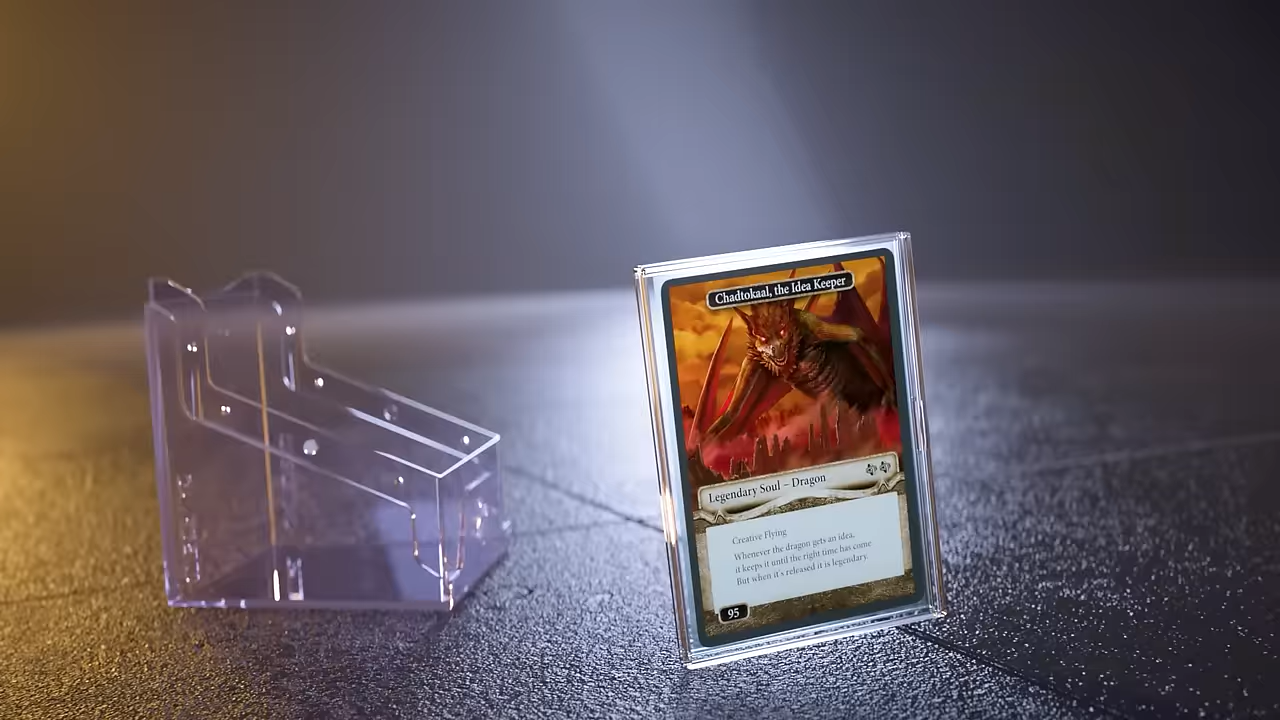 Chadtokaal, the Idea Keeper
Legendary Soul – Dragon
Creative Flying
Whenever the dragon gets an idea,
it keeps it until the right time has come
But when it's released it is legendary.
95